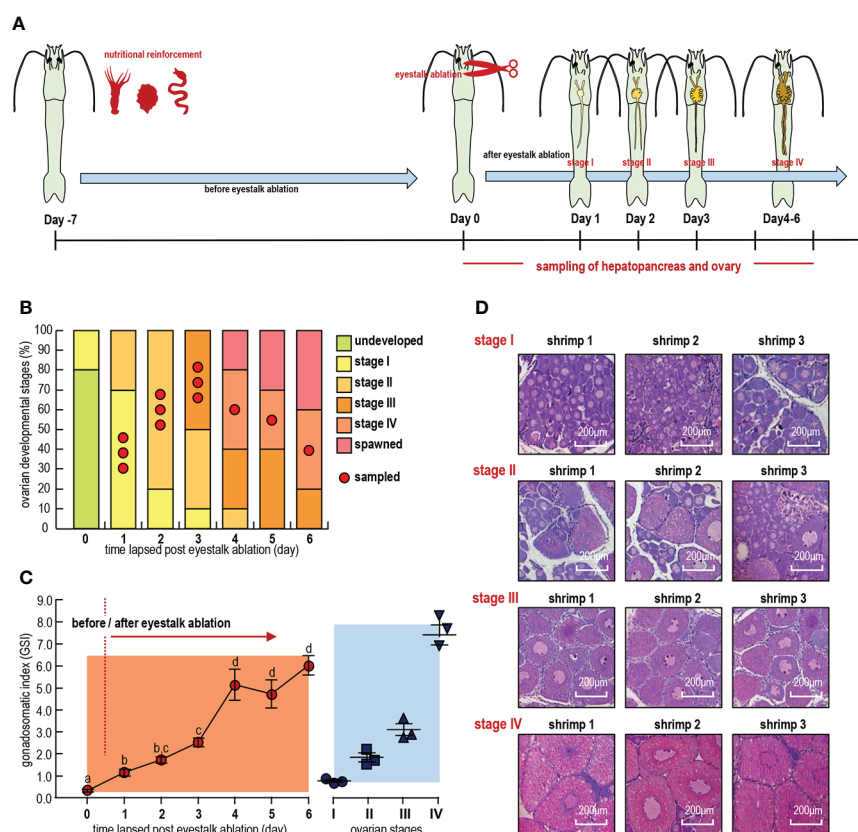 A
nutritional reinforcement
eyestalk ablation
after eyestalk ablation
stage I
stage II
stage III
stage IV
before eyestalk ablation
Day -7
Day 0
Day 1
Day 2
Day3
Day4-6
sampling of hepatopancreas and ovary
B
ovarian developmental stages (%)
100
90
80
70
60
50
40
30
20
10
0
0 1 2 3 4 5 6
time lapsed post eyestalk ablation (day)
undeveloped
stage I
stage II
stage III
stage IV
spawned
sampled
C
gonadosomatic index (GSI)
9.0
8.0
7.0
6.0
5.0
4.0
3.0
2.0
1.0
0.0
before / after eyestalk ablation
a
b
b,c
c
d
d
d
0 1 2 3 4 5 6
time lapsed post eyestalk ablation (day)
I II III IV
ovarian stages
D
stage I
shrimp 1 shrimp 2 shrimp 3
200μm 200μm 200μm
stage II
shrimp 1 shrimp 2 shrimp 3
200μm 200μm 200μm
stage III
shrimp 1 shrimp 2 shrimp 3
200μm 200μm 200μm
stage IV
shrimp 1 shrimp 2 shrimp 3
200μm 200μm 200μm